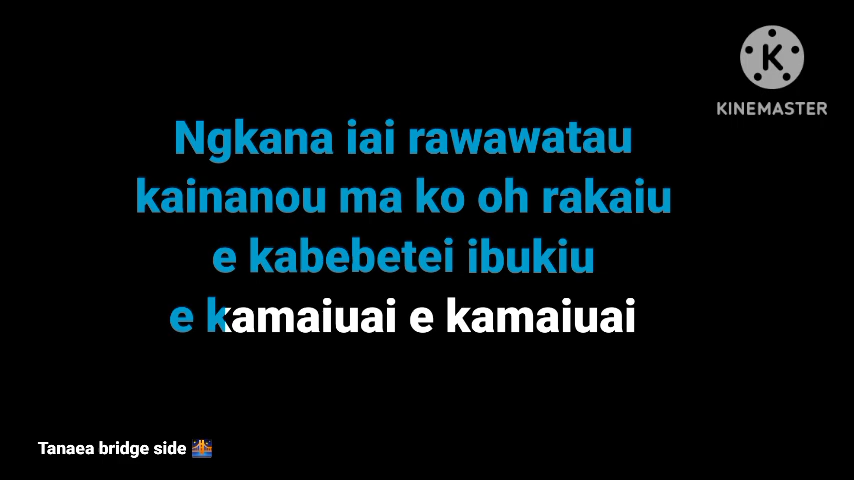 KINEMASTER
Ngkana iai rawawatau
kainanou ma ko oh rakaiu
e kabebetei ibukiu
e kamaiuai e kamaiuai
Tanaea bridge side 🌉